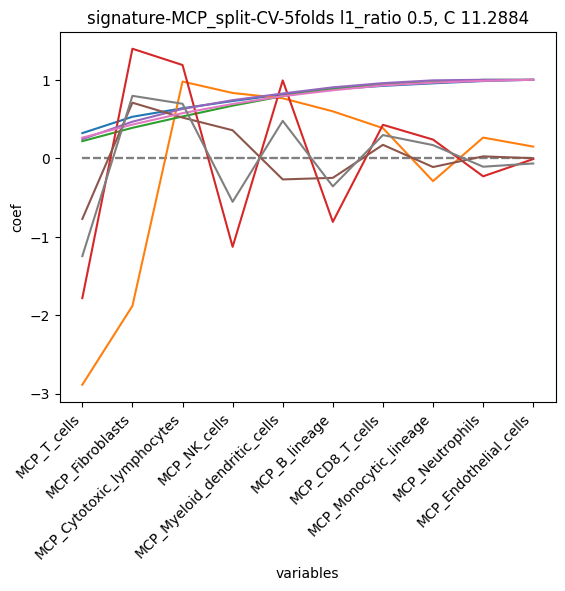 signature-MCP_split-CV-5folds l1_ratio 0.5, C 11.2884
1
0
−1
−2
−3
coef
MCP_T_cells
MCP_Fibroblasts
MCP_Cytotoxic_lymphocytes
MCP_NK_cells
MCP_Myeloid_dendritic_cells
MCP_B_lineage
MCP_CD8_T_cells
MCP_Monocytic_lineage
MCP_Neutrophils
MCP_Endothelial_cells
variables